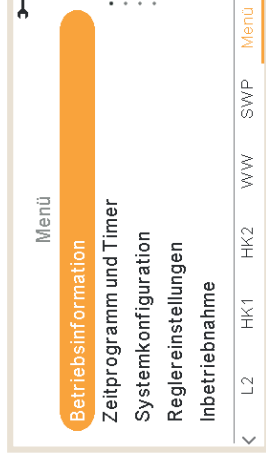 Menü
Betriebsinformation
Zeitprogramm und Timer
Systemkonfiguration
Reglereinstellungen
Inbetriebnahme
L2 HK1 HK2 WW SWP Menü